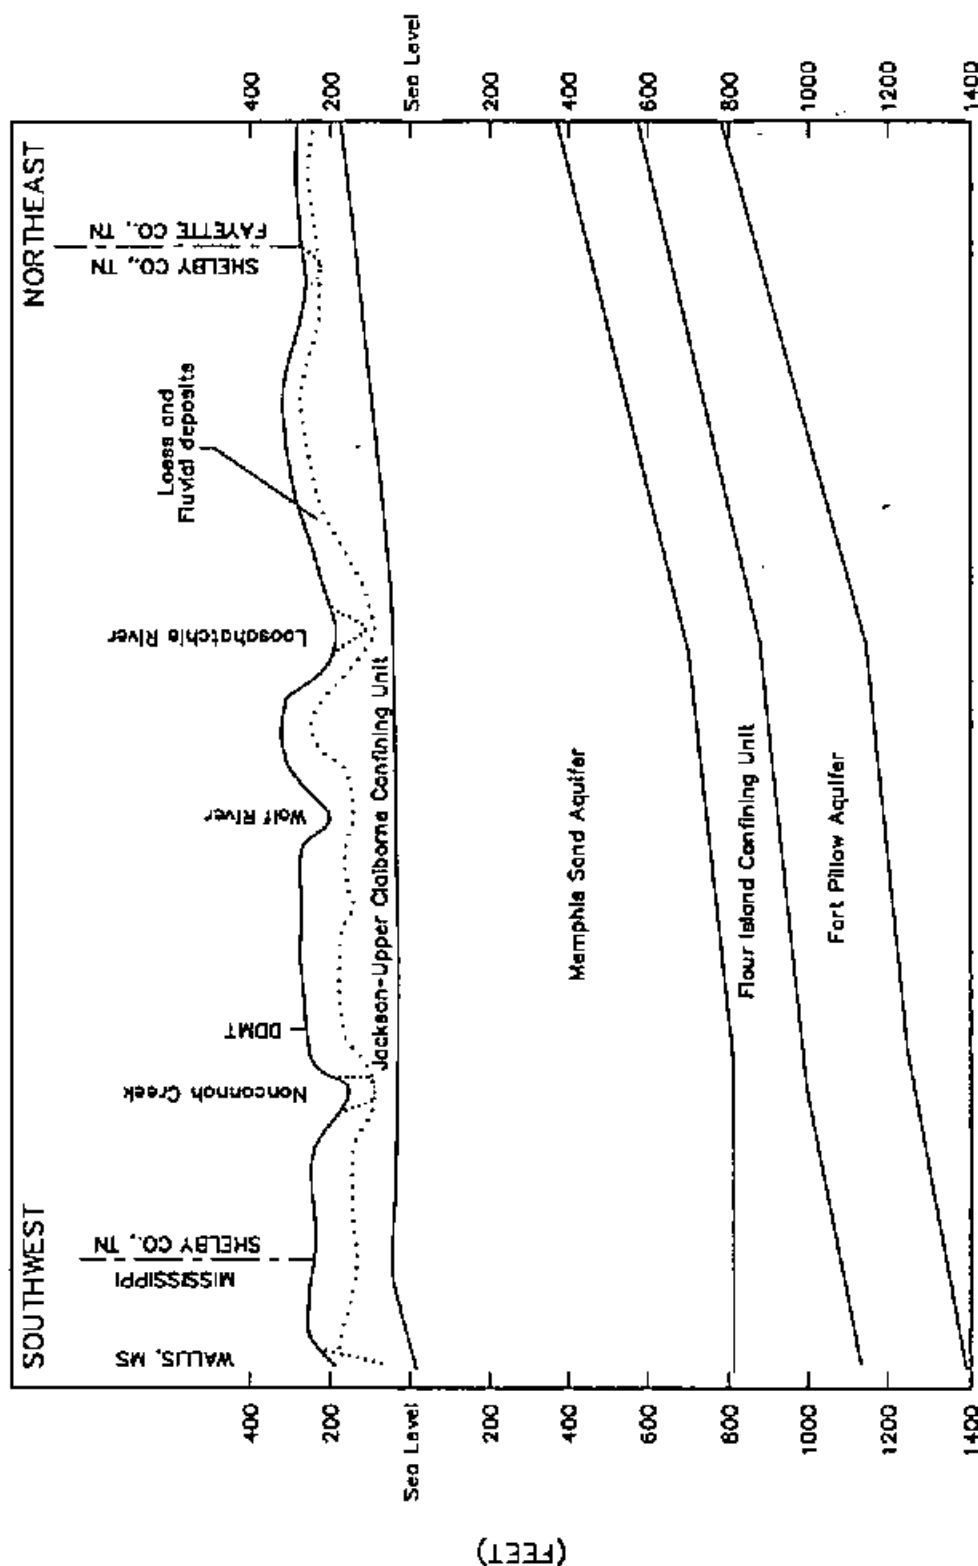 SOUTHWEST
NORTHEAST
WALLIS, MS
MISSISSIPPI
SHELBY CO., TN
Nonconnah Creek
DDMT
Wolf River
Loosahatchie River
Loess and
Fluvial deposits
SHELBY CO., TN
FAYETTE CO., TN
Jackson-Upper Claiborne Confining Unit
Memphis Sand Aquifer
Flour Island Confining Unit
Fort Pillow Aquifer
400
200
Sea Level
200
400
600
800
1000
1200
1400
(FEET)
400
200
Sea Level
200
400
600
800
1000
1200
1400